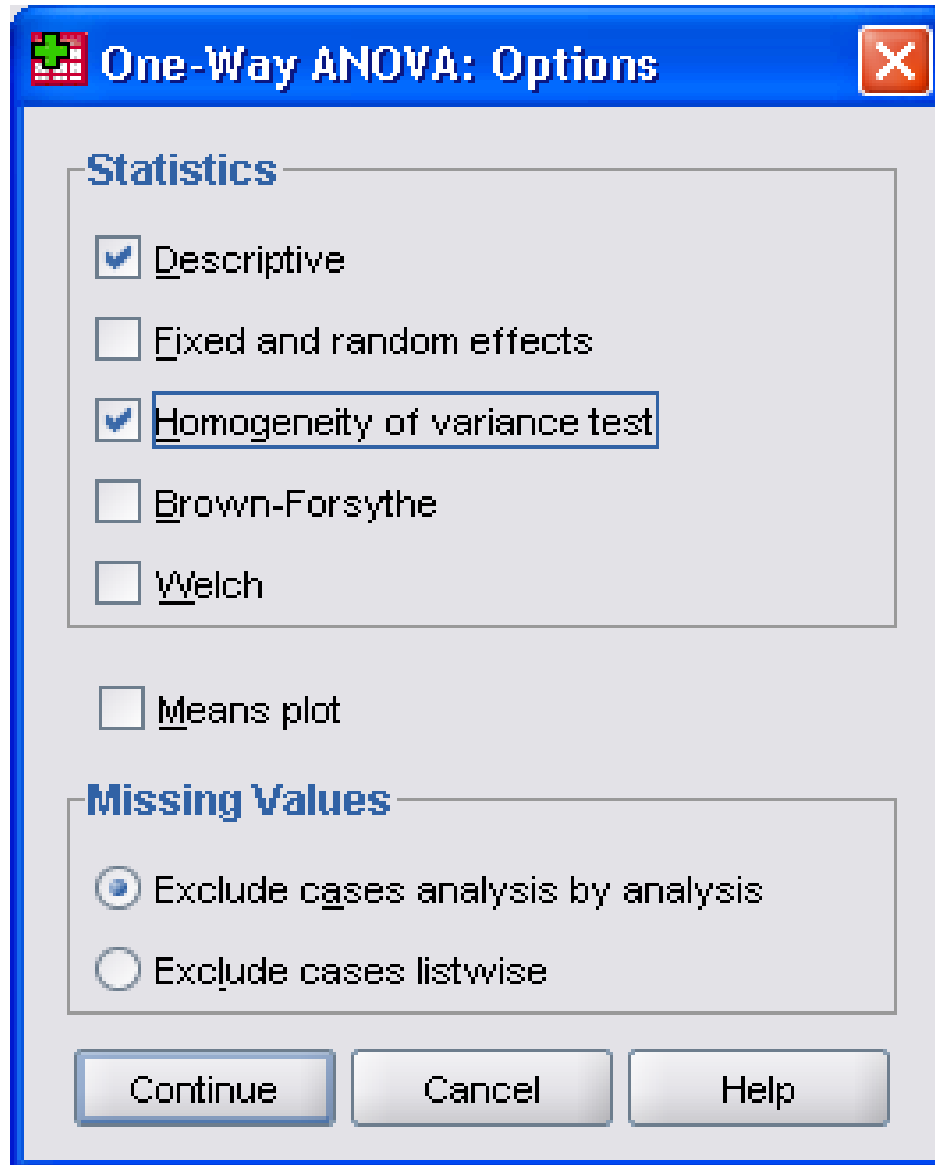 One-Way ANOVA: Options
Statistics
Descriptive
Fixed and random effects
Homogeneity of variance test
Brown-Forsythe
Welch
Means plot
Missing Values
Exclude cases analysis by analysis
Exclude cases listwise
Continue Cancel Help